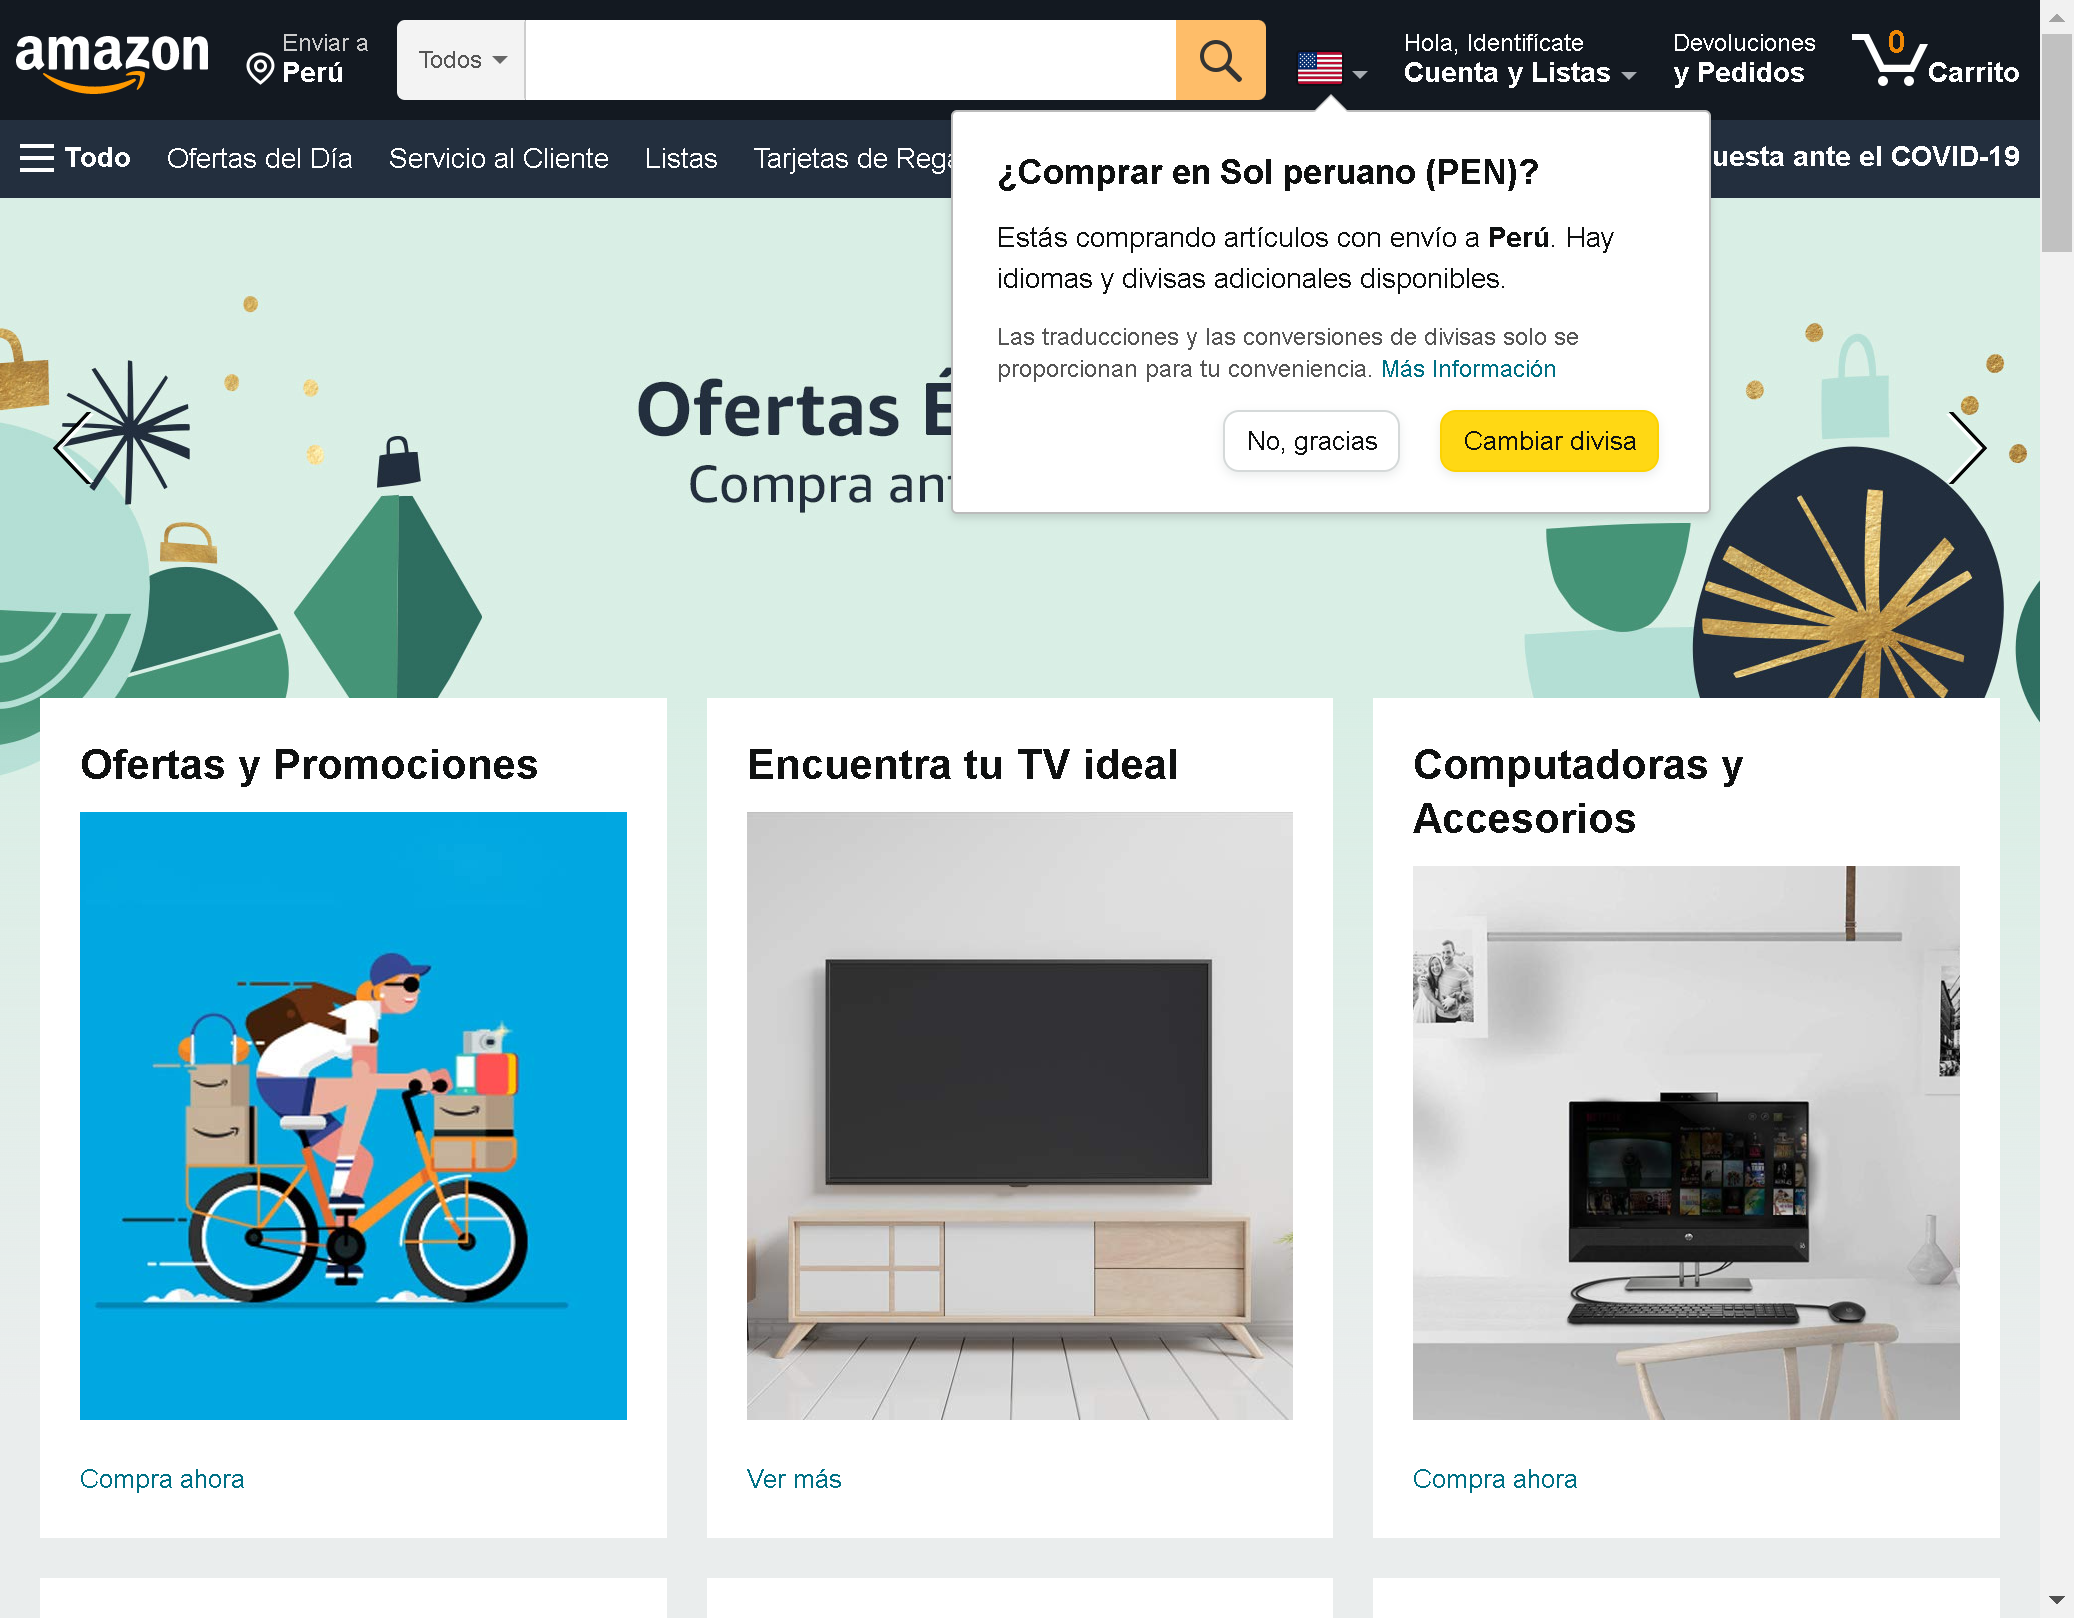 amazon
Enviar a
Perú
Todos
Hola, Identifícate
Cuenta y Listas
Devoluciones
y Pedidos
0
Carrito
Todo
Ofertas del Día
Servicio al Cliente
Listas
Tarjetas de Rega
uesta ante el COVID-19
¿Comprar en Sol peruano (PEN)?
Estás comprando artículos con envío a Perú. Hay
idiomas y divisas adicionales disponibles.
Las traducciones y las conversiones de divisas solo se
proporcionan para tu conveniencia. Más Información
No, gracias
Cambiar divisa
Ofertas É
Compra an
Ofertas y Promociones
Encuentra tu TV ideal
Computadoras y
Accesorios
Compra ahora
Ver más
Compra ahora